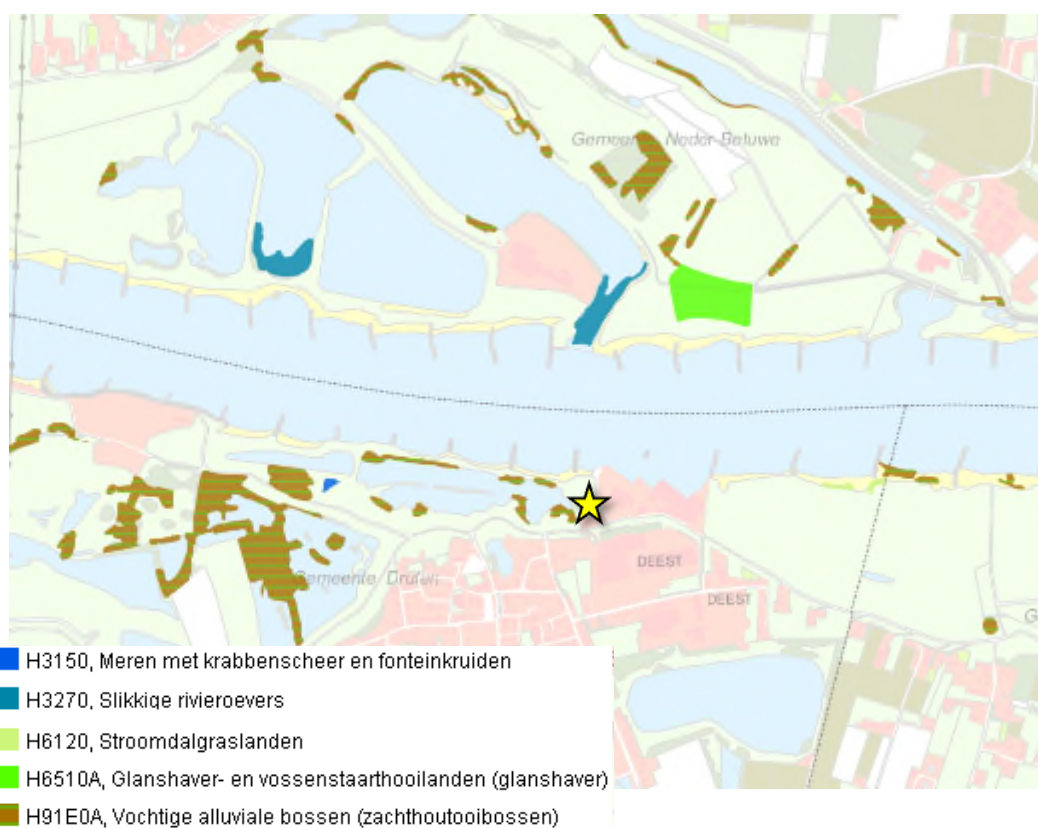 Gemeente Neder-Betuwe
DEEST
Gemeente Druten
DEEST
G
H3150, Meren met krabbenscheer en fonteinkruiden
H3270, Slikkige rivieroevers
H6120, Stroomdalgraslanden
H6510A, Glanshaver- en vossenstaarthooilanden (glanshaver)
H91E0A, Vochtige alluviale bossen (zachthoutooibossen)